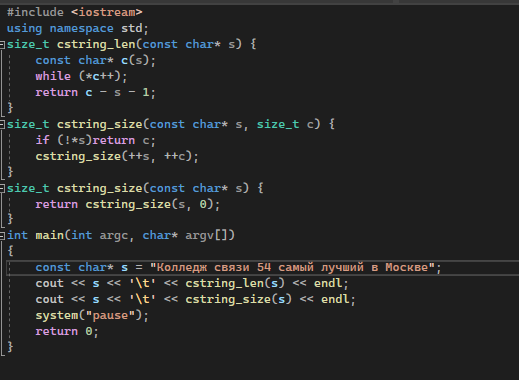 #include <iostream>
using namespace std;
size_t cstring_len(const char* s) {
    const char* c(s);
    while (*c++);
    return c - s - 1;
}
size_t cstring_size(const char* s, size_t c) {
    if (!*s)return c;
    cstring_size(++s, ++c);
}
size_t cstring_size(const char* s) {
    return cstring_size(s, 0);
}
int main(int argc, char* argv[])
{
    const char* s = "Колледж связи 54 самый лучший в Москве";
    cout << s << '\t' << cstring_len(s) << endl;
    cout << s << '\t' << cstring_size(s) << endl;
    system("pause");
    return 0;
}